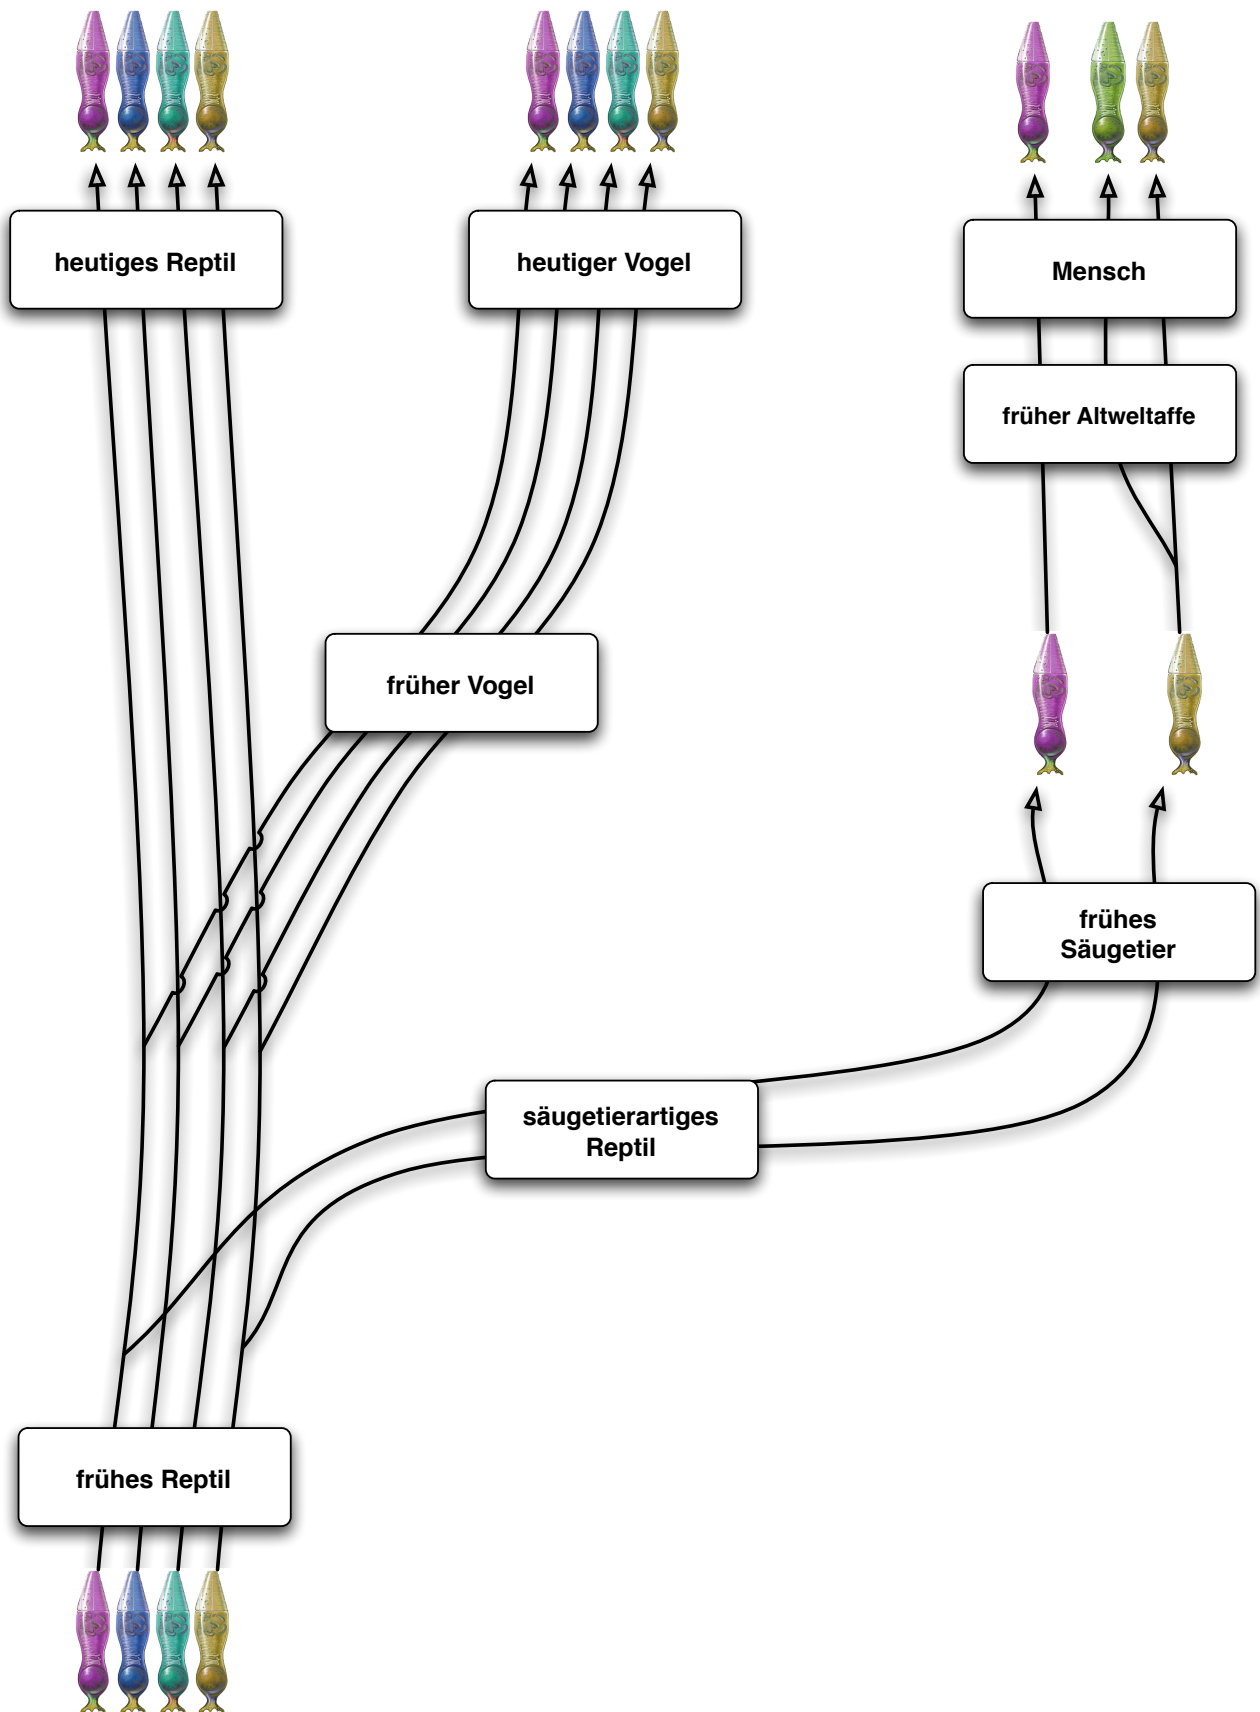 heutiges Reptil
heutiger Vogel
Mensch
früher Altweltaffe
früher Vogel
frühes
Säugetier
säugetierartiges
Reptil
frühes Reptil